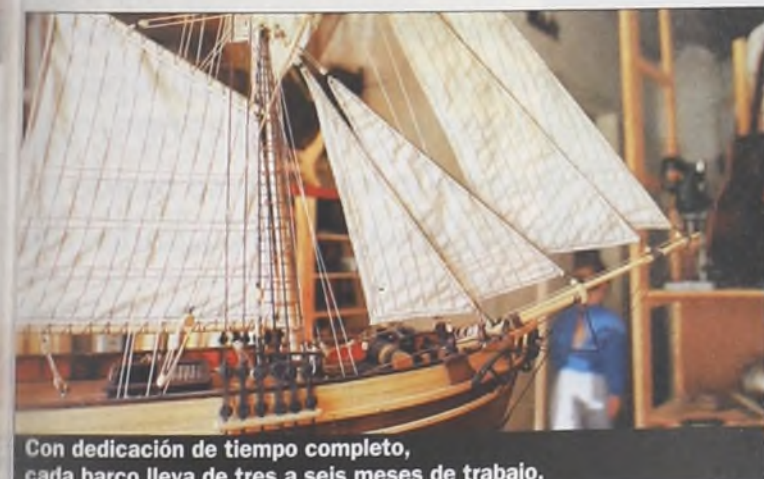 Con dedicación de tiempo completo,
cada barco lleva de tres a seis meses de trabajo.